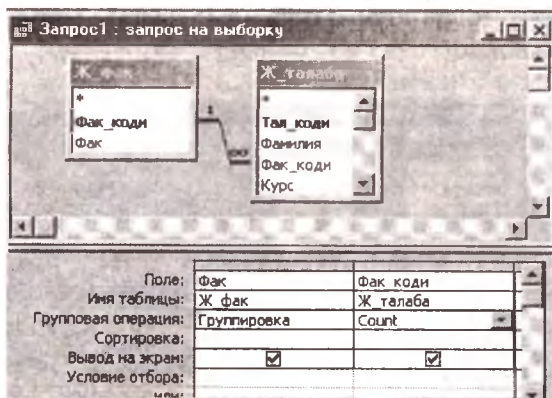 Запрос1 : запрос на выборку
Ж_фак
*
Фак_коди
Фак
1
∞
Ж_талаба
*
Тал_коди
Фамилия
Фак_коди
Курс
Поле: Фак Фак_коди
Имя таблицы: Ж_фак Ж_талаба
Групповая операция: Группировка Count
Сортировка:
Вывод на экран:
Условие отбора:
или: